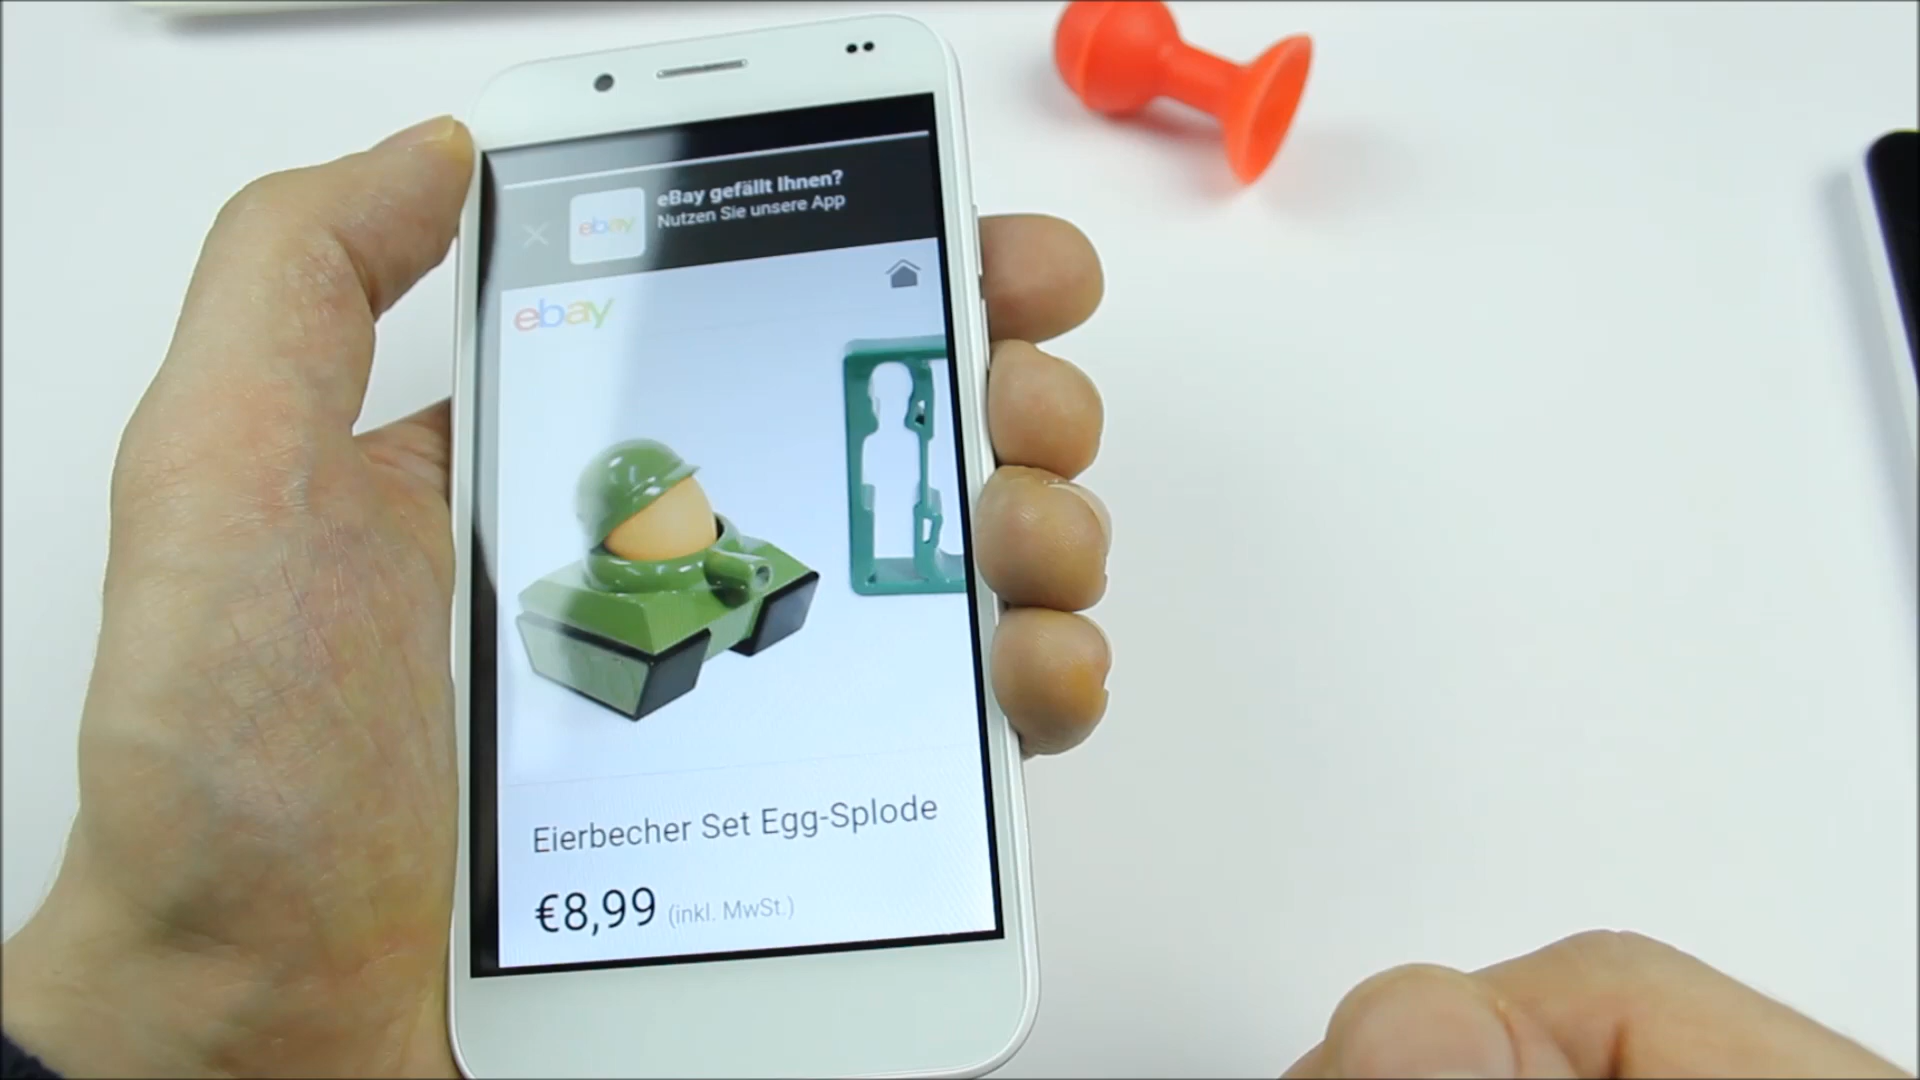 eBay gefällt Ihnen?
Nutzen Sie unsere App
ebay
ebay
Eierbecher Set Egg-Splode
€8,99 (inkl. MwSt.)